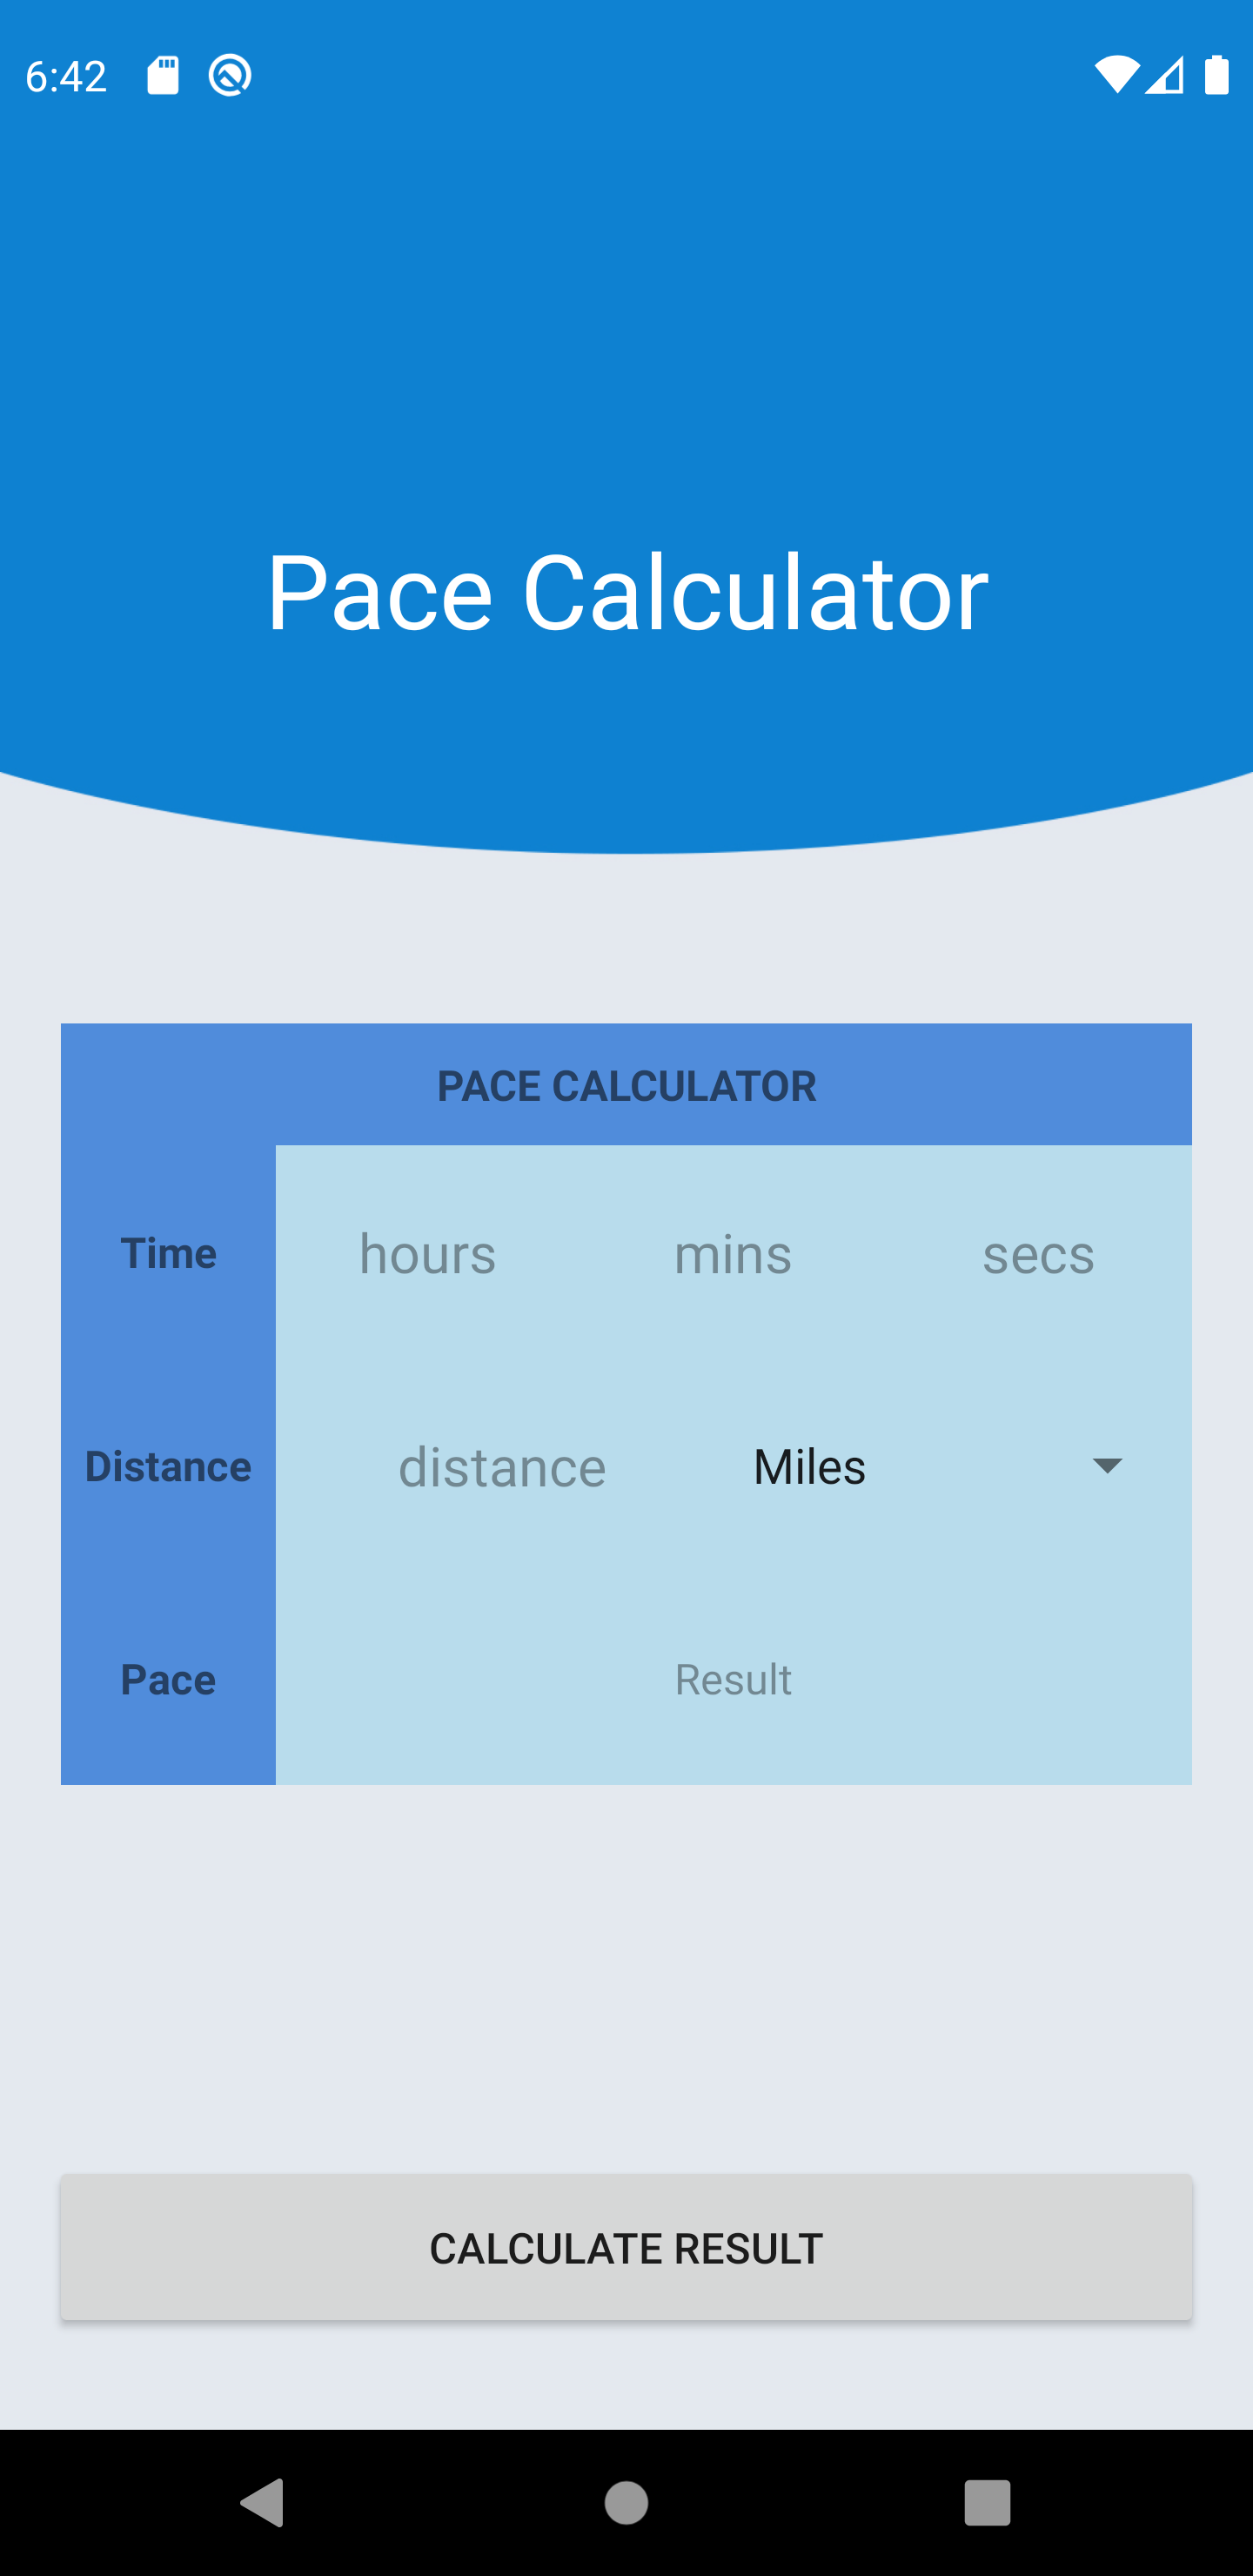 6:42
Pace Calculator
PACE CALCULATOR
Time hours mins secs
Distance distance Miles
Pace Result
CALCULATE RESULT